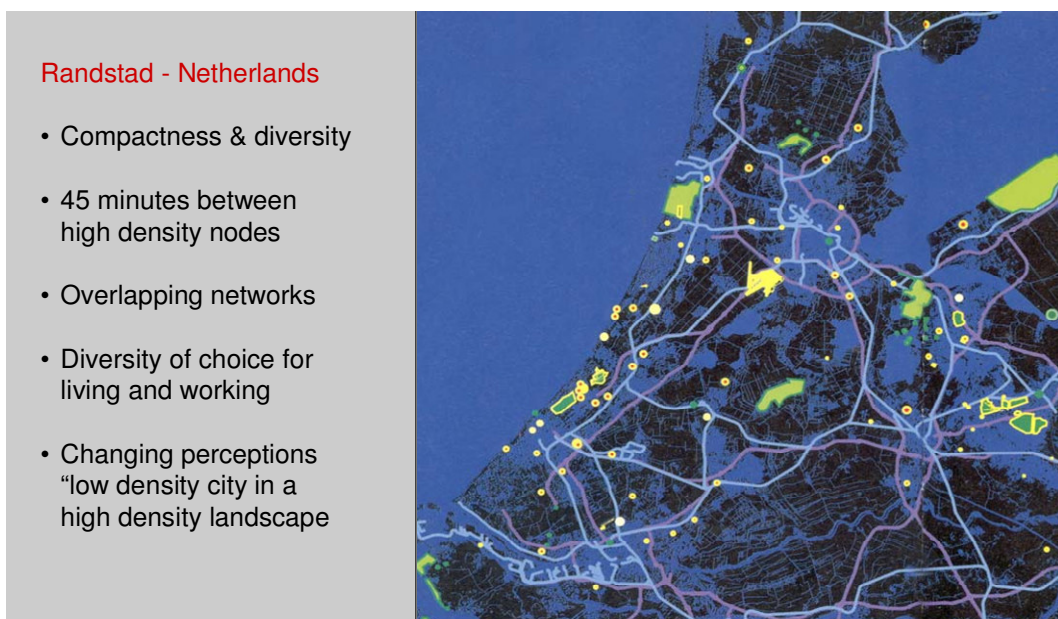 Randstad - Netherlands
• Compactness & diversity
• 45 minutes between
high density nodes
• Overlapping networks
• Diversity of choice for
living and working
• Changing perceptions
“low density city in a
high density landscape